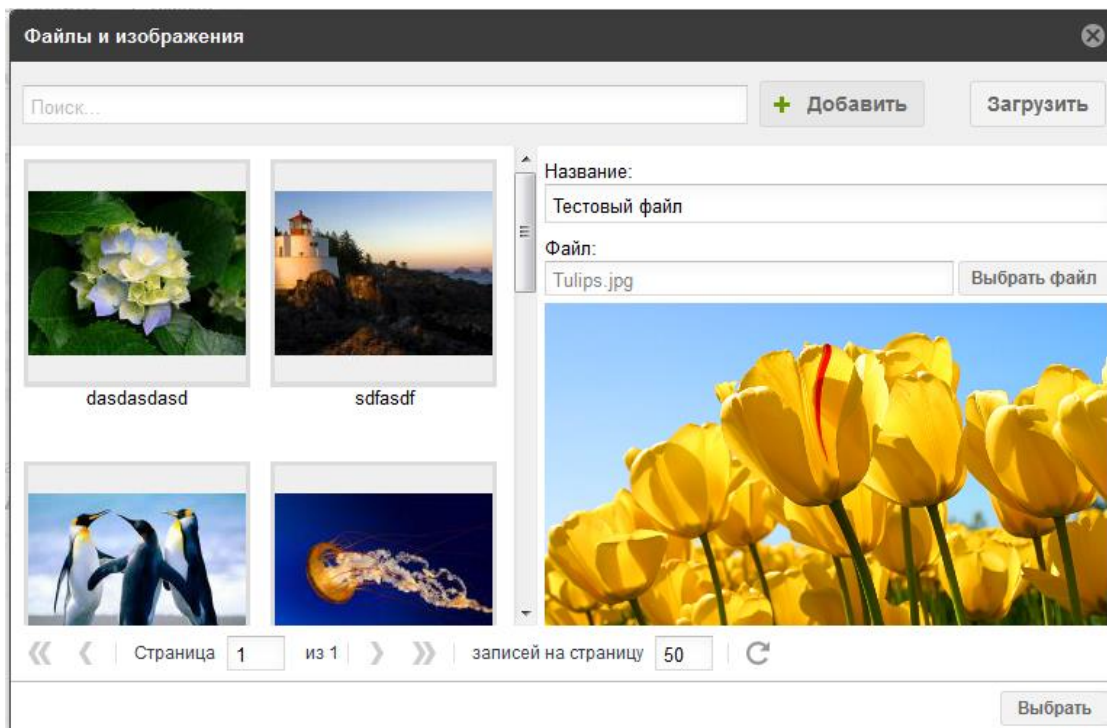 Файлы и изображения
Поиск...
Добавить
Загрузить
Название:
Тестовый файл
Файл:
Tulips.jpg
Выбрать файл
dasdasdasd
sdfasdf
Страница 1 из 1 записей на страницу 50
Выбрать